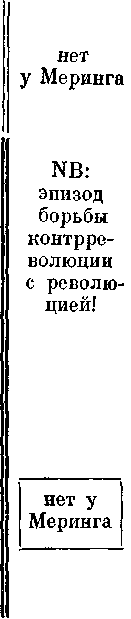 нет
у Меринга
NB:
эпизод
борьбы
контрре-
волюции
с револю-
цией!
нет у
Меринга